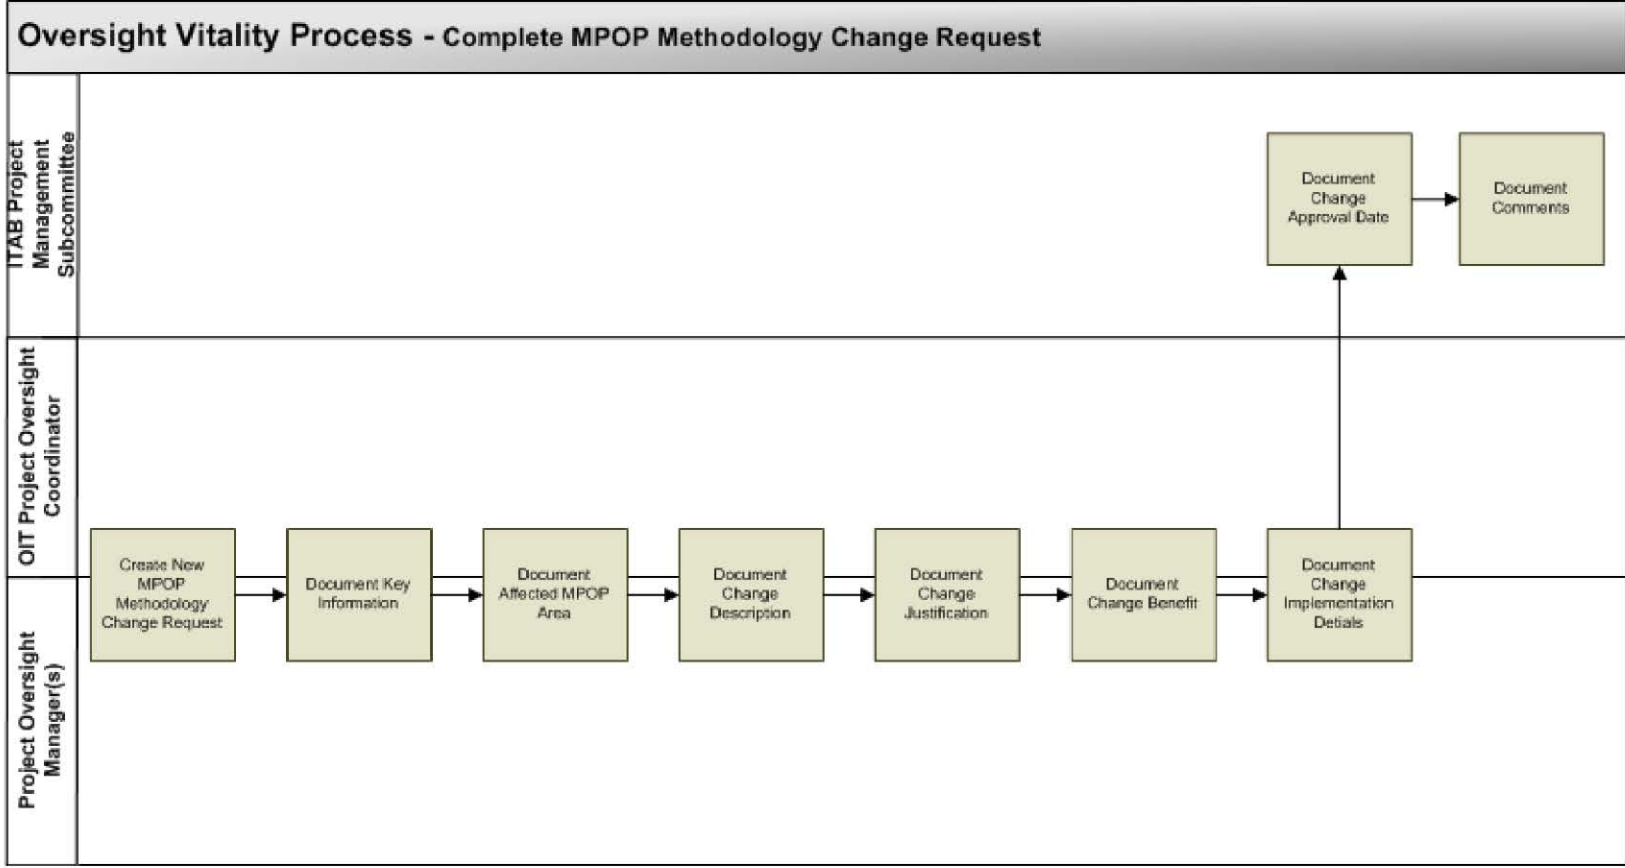 Oversight Vitality Process - Complete MPOP Methodology Change Request
ITAB Project
Management
Subcommittee
Document
Change
Approval Date
Document
Comments
OIT Project Oversight
Coordinator
Project Oversight
Manager(s)
Create New
MPOP
Methodology
Change Request
Document Key
Information
Document
Affected MPOP
Area
Document
Change
Description
Document
Change
Justification
Document
Change Benefit
Document
Change
Implementation
Detials